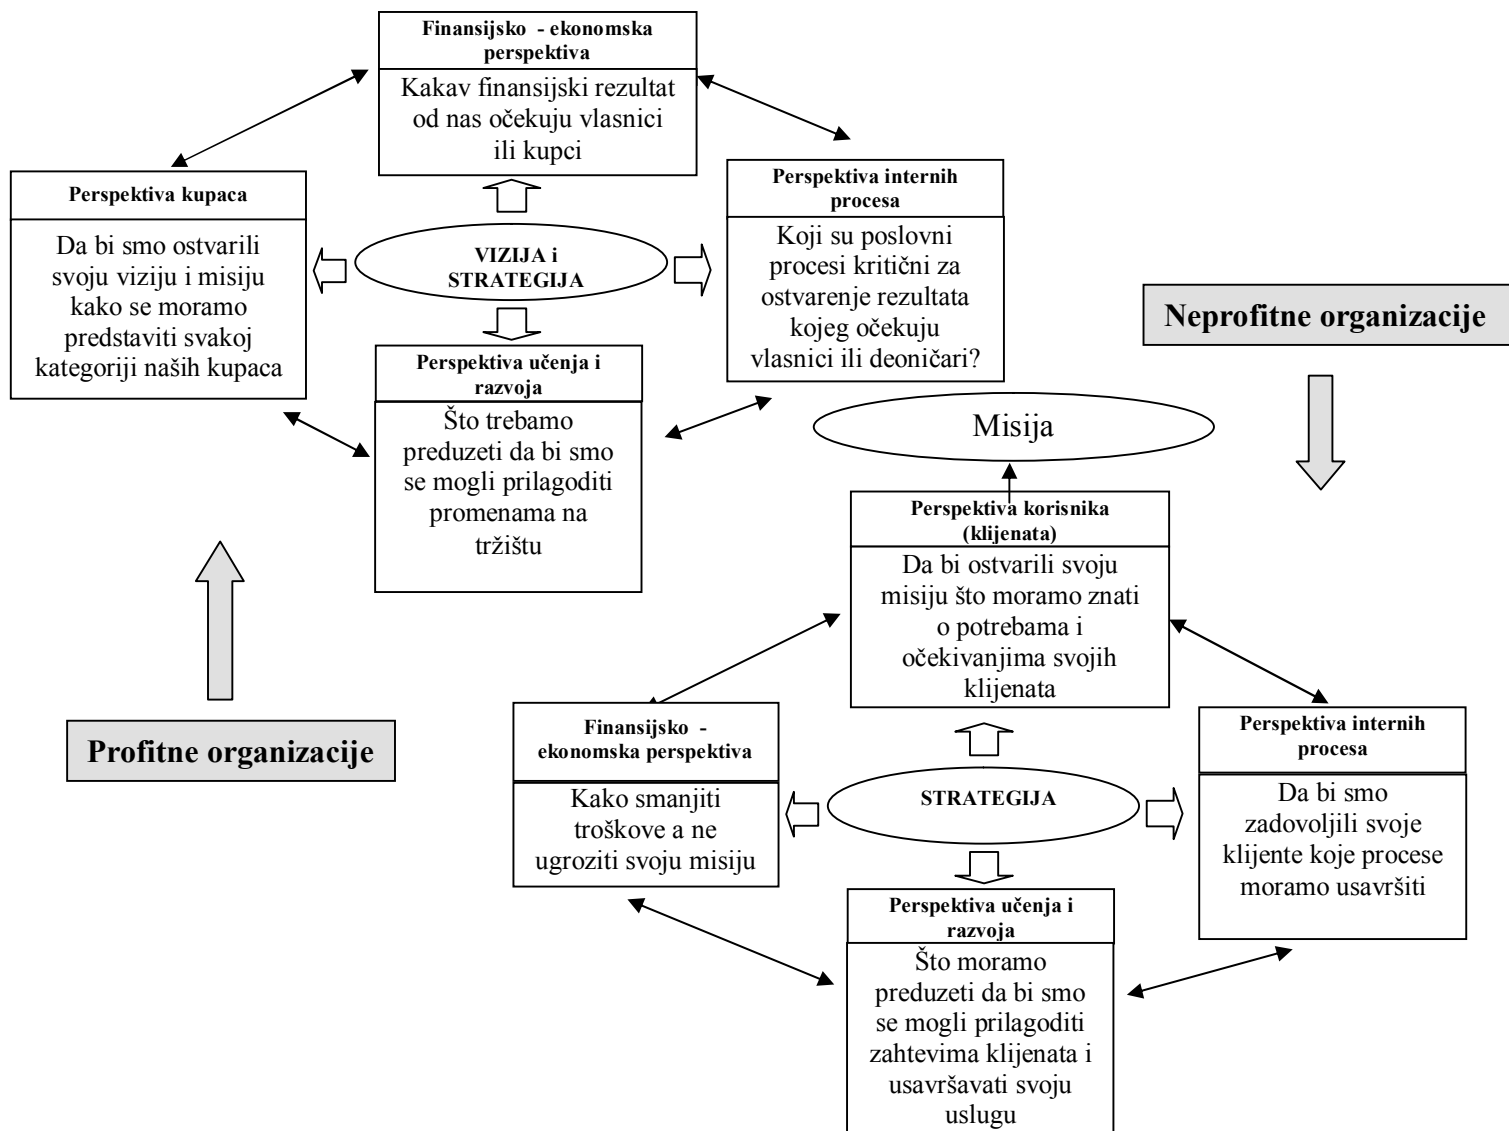 Finansijsko - ekonomska
perspektiva
Kakav finansijski rezultat
od nas očekuju vlasnici
ili kupci
Perspektiva kupaca
Da bi smo ostvarili
svoju viziju i misiju
kako se moramo
predstaviti svakoj
kategoriji naših kupaca
VIZIJA i
STRATEGIJA
Perspektiva internih
procesa
Koji su poslovni
procesi kritični za
ostvarenje rezultata
kojeg očekuju
vlasnici ili deoničari?
Perspektiva učenja i
razvoja
Što trebamo
preduzeti da bi smo
se mogli prilagoditi
promenama na
tržištu
Profitne organizacije
Neprofitne organizacije
Misija
Perspektiva korisnika
(klijenata)
Da bi ostvarili svoju
misiju što moramo znati
o potrebama i
očekivanjima svojih
klijenata
Finansijsko -
ekonomska perspektiva
Kako smanjiti
troškove a ne
ugroziti svoju misiju
STRATEGIJA
Perspektiva internih
procesa
Da bi smo
zadovoljili svoje
klijente koje procese
moramo usavršiti
Perspektiva učenja i
razvoja
Što moramo
preduzeti da bi smo
se mogli prilagoditi
zahtevima klijenata i
usavršavati svoju
uslugu